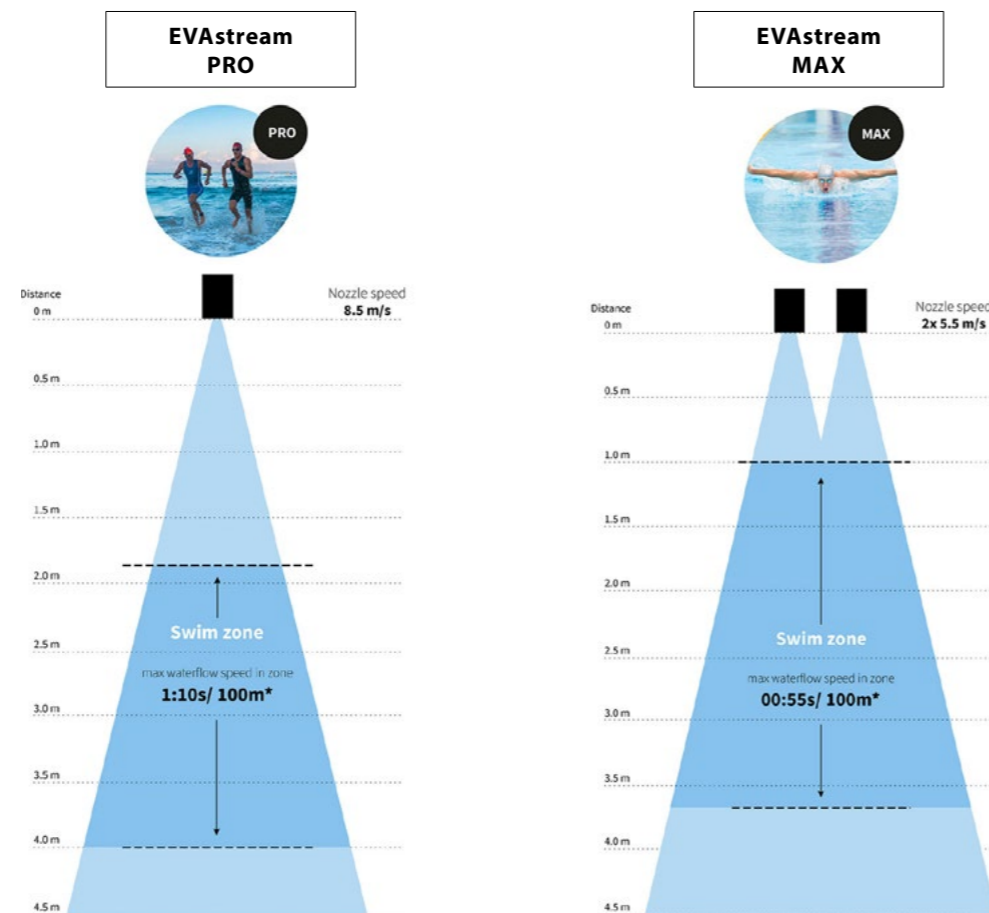 EVAstream
PRO
PRO
Distance
0 m
Nozzle speed
8.5 m/s
0.5 m
1.0 m
1.5 m
2.0 m
Swim zone
2.5 m
max waterflow speed in zone
1:10s/ 100m*
3.0 m
3.5 m
4.0 m
4.5 m
EVAstream
MAX
MAX
Distance
0 m
Nozzle speed
2x 5.5 m/s
0.5 m
1.0 m
1.5 m
2.0 m
Swim zone
2.5 m
max waterflow speed in zone
00:55s/ 100m*
3.0 m
3.5 m
4.0 m
4.5 m